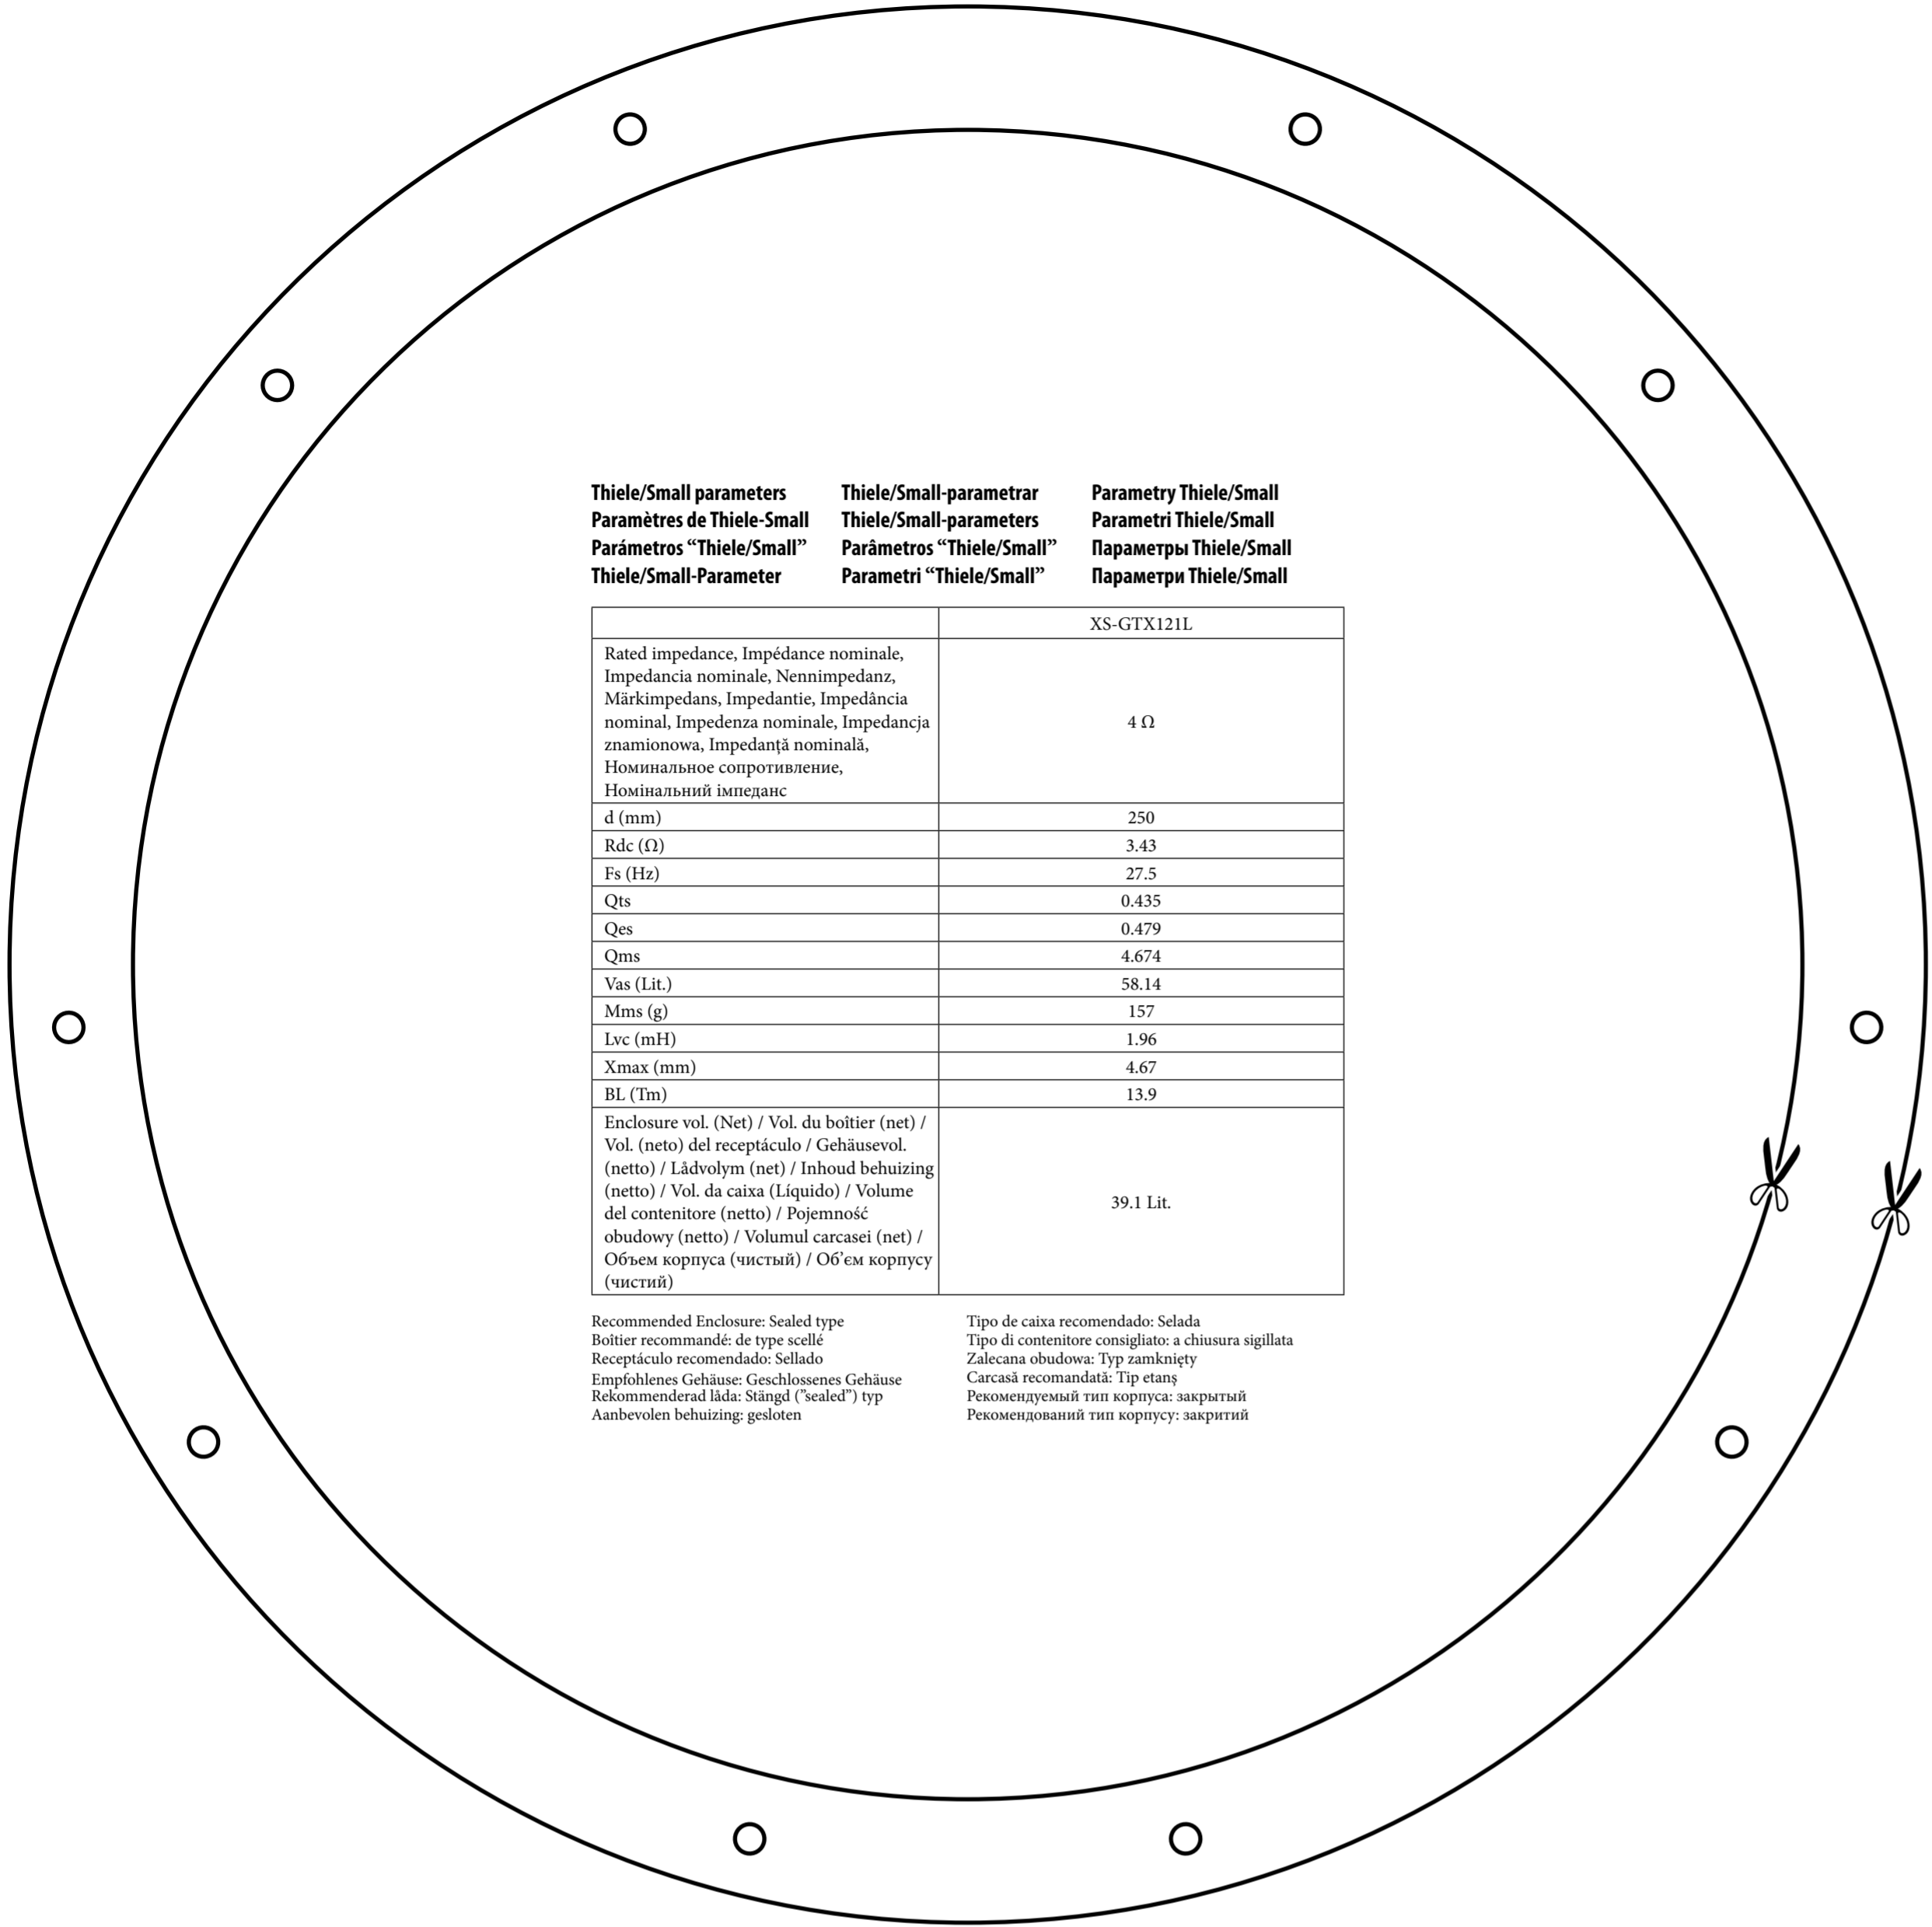 Thiele/Small parameters
Paramètres de Thiele-Small
Parámetros “Thiele/Small”
Thiele/Small-Parameter
Thiele/Small-parametrar
Thiele/Small-parameters
Parâmetros “Thiele/Small”
Parametri “Thiele/Small”
Parametry Thiele/Small
Parametri Thiele/Small
Параметры Thiele/Small
Параметри Thiele/Small
XS-GTX121L
Rated impedance, Impédance nominale,
Impedancia nominale, Nennimpedanz,
Märkimpedans, Impedantie, Impedância
nominal, Impedenza nominale, Impedancja
znamionowa, Impedanţă nominală,
Номинальное сопротивление,
Номінальний імпеданс
4 Ω
d (mm) 250
Rdc (Ω) 3.43
Fs (Hz) 27.5
Qts 0.435
Qes 0.479
Qms 4.674
Vas (Lit.) 58.14
Mms (g) 157
Lvc (mH) 1.96
Xmax (mm) 4.67
BL (Tm) 13.9
Enclosure vol. (Net) / Vol. du boîtier (net) /
Vol. (neto) del receptáculo / Gehäusevol.
(netto) / Lådvolym (net) / Inhoud behuizing
(netto) / Vol. da caixa (Líquido) / Volume
del contenitore (netto) / Pojemność
obudowy (netto) / Volumul carcasei (net) /
Объем корпуса (чистый) / Об’єм корпусу
(чистий)
39.1 Lit.
Recommended Enclosure: Sealed type
Boîtier recommandé: de type scellé
Receptáculo recomendado: Sellado
Empfohlenes Gehäuse: Geschlossenes Gehäuse
Rekommenderad låda: Stängd (”sealed”) typ
Aanbevolen behuizing: gesloten
Tipo de caixa recomendado: Selada
Tipo di contenitore consigliato: a chiusura sigillata
Zalecana obudowa: Typ zamknięty
Carcasă recomandată: Tip etanş
Рекомендуемый тип корпуса: закрытый
Рекомендований тип корпусу: закритий